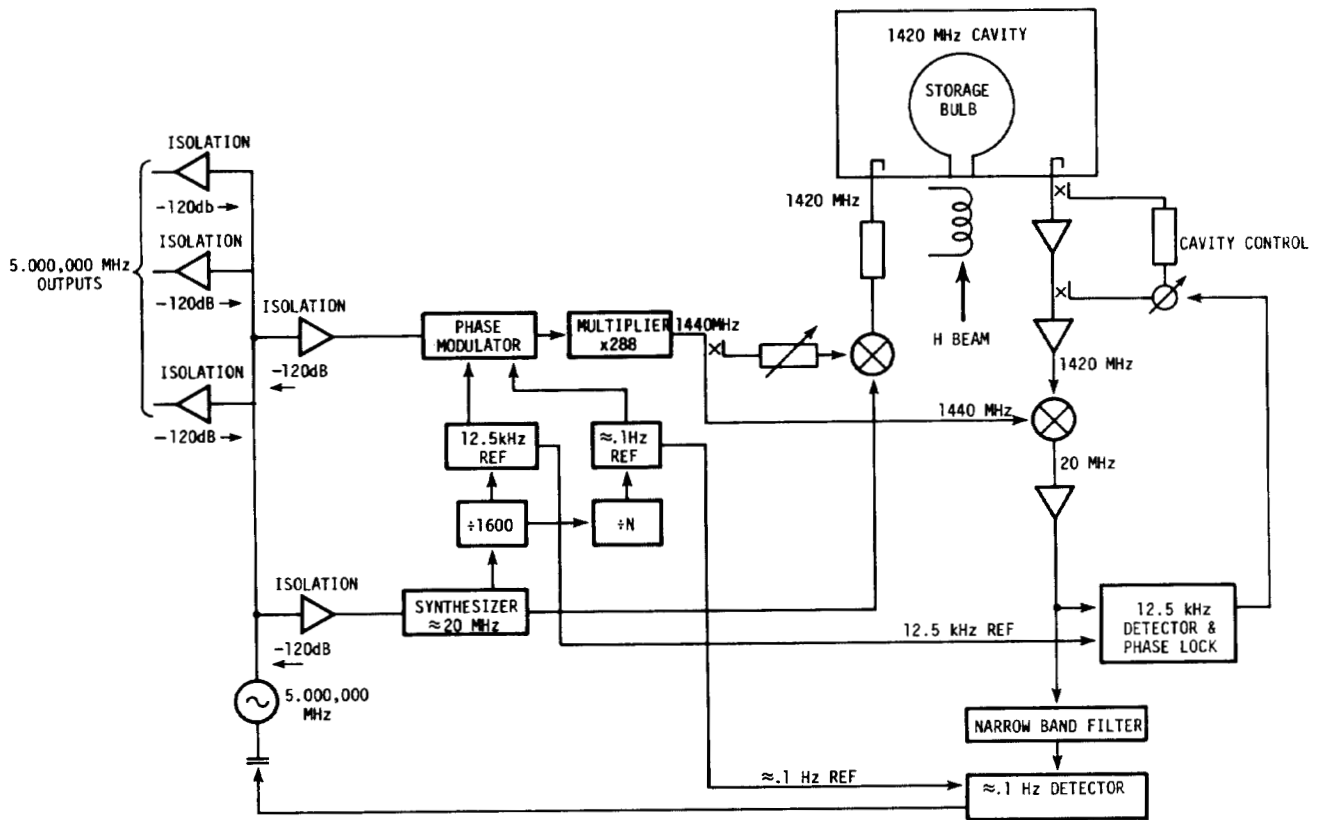 1420 MHz CAVITY
STORAGE
BULB
ISOLATION
-120db
ISOLATION
-120dB
ISOLATION
-120dB
5.000,000 MHz
OUTPUTS
ISOLATION
-120dB
PHASE
MODULATOR
MULTIPLIER
x288
1440MHz
1420 MHz
H BEAM
CAVITY CONTROL
1420 MHz
1440 MHz
20 MHz
12.5kHz
REF
≈.1Hz
REF
÷1600
÷N
ISOLATION
-120dB
SYNTHESIZER
≈20 MHz
12.5 kHz REF
12.5 kHz
DETECTOR &
PHASE LOCK
5.000,000
MHz
NARROW BAND FILTER
≈.1 Hz REF
≈.1 Hz DETECTOR